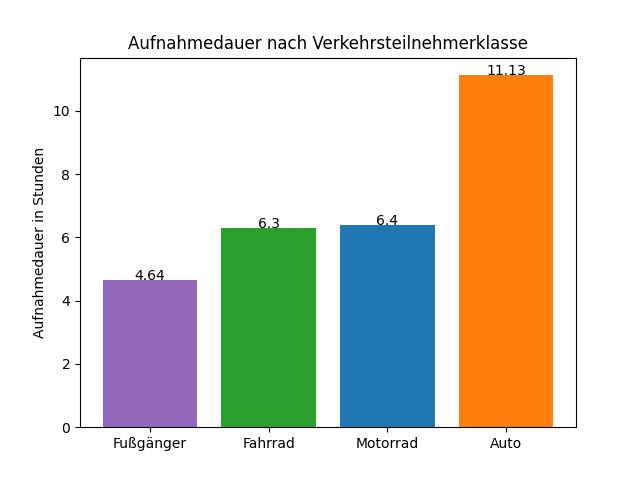 Aufnahmedauer nach Verkehrsteilnehmerklasse
Aufnahmedauer in Stunden
10
8
6
4
2
0
4.64
6.3
6.4
11.13
Fußgänger
Fahrrad
Motorrad
Auto